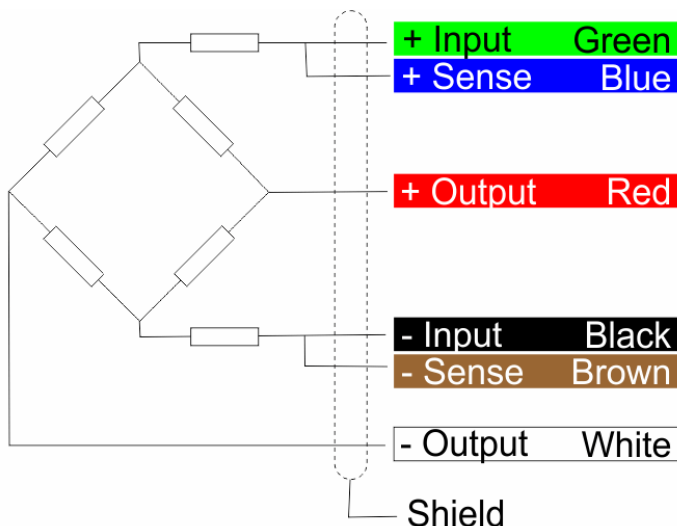 + Input Green
+ Sense Blue
+ Output Red
- Input Black
- Sense Brown
- Output White
Shield